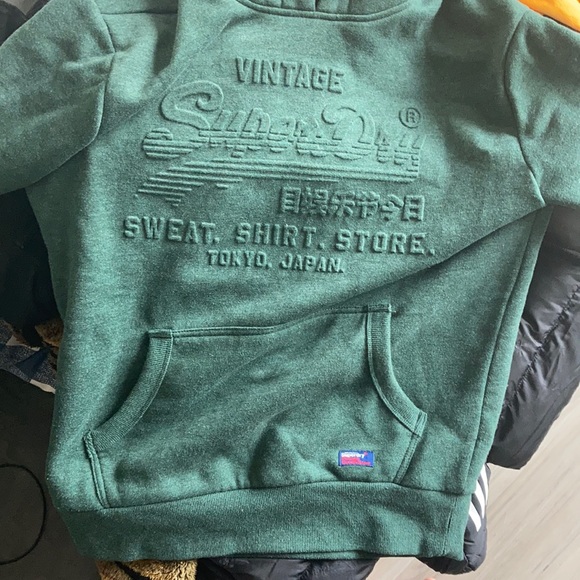 VINTAGE
SuperDry®
SWEAT. SHIRT. STORE.
TOKYO. JAPAN.